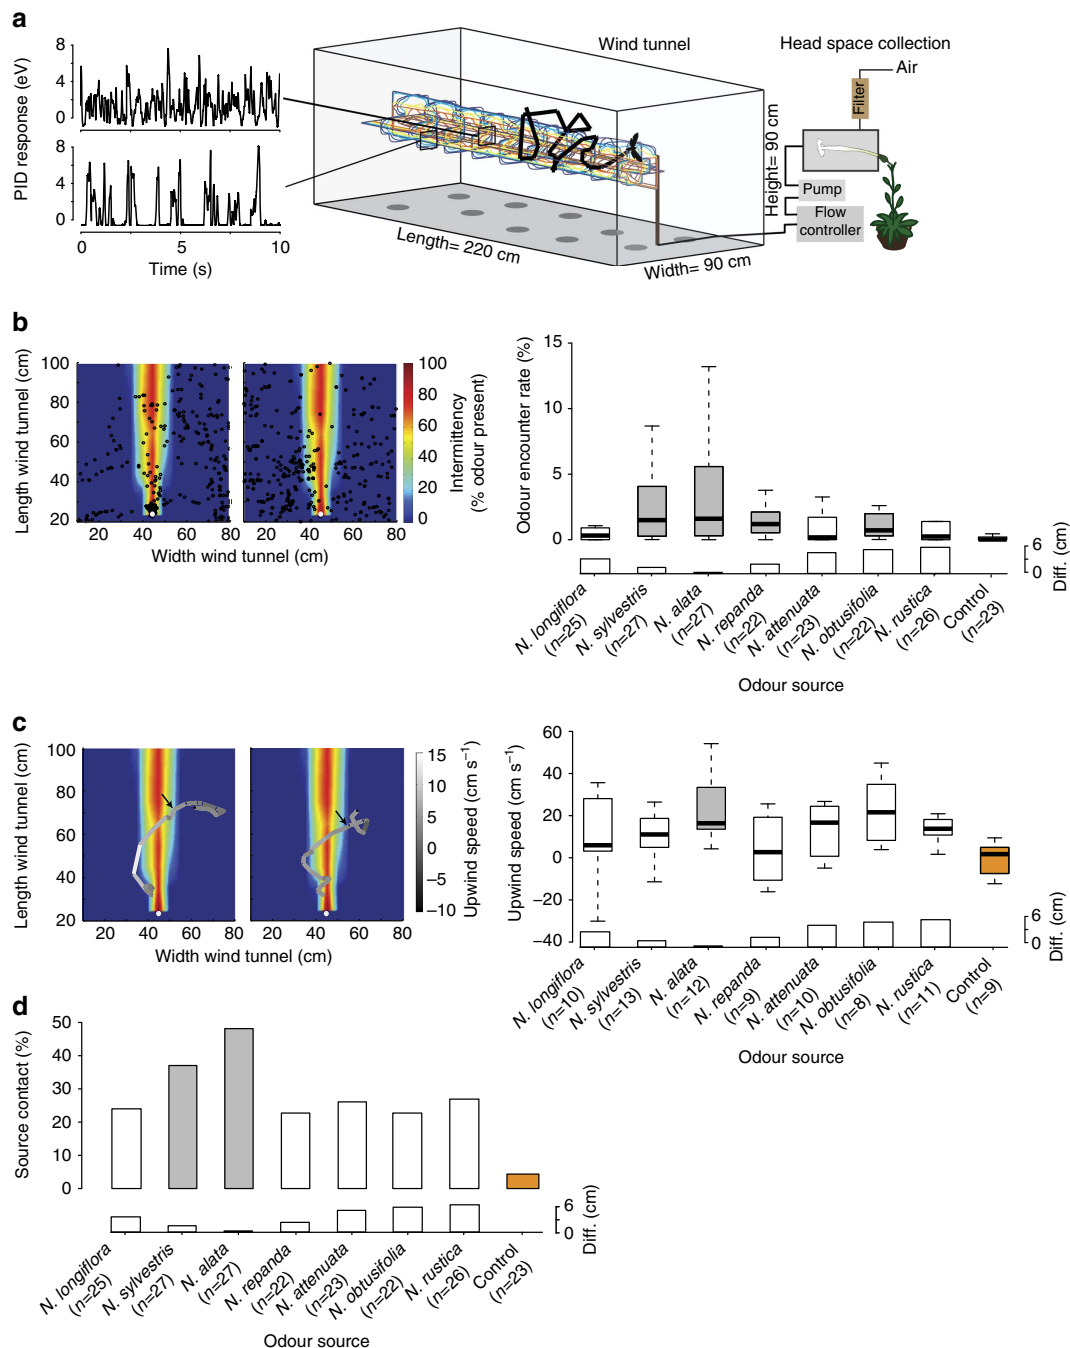 a
PID response (eV)
8
4
0
8
4
0
0 5 10
Time (s)
Wind tunnel
Length= 220 cm
Width= 90 cm
Height= 90 cm
Head space collection
Air
Filter
Pump
Flow
controller
b
Length wind tunnel (cm)
100
80
60
40
20
20 40 60 80 20 40 60 80
Width wind tunnel (cm)
100
80
60
40
20
0
Intermittency
(% odour present)
Odour encounter rate (%)
15
10
5
0
6
0
Diff. (cm)
N. longiflora
(n=25)
N. sylvestris
(n=27)
N. alata
(n=27)
N. repanda
(n=22)
N. attenuata
(n=23)
N. obtusifolia
(n=22)
N. rustica
(n=26)
Control
(n=23)
Odour source
c
Length wind tunnel (cm)
100
80
60
40
20
20 40 60 80 20 40 60 80
Width wind tunnel (cm)
15
10
5
0
−5
−10
Upwind speed (cm s−1)
Upwind speed (cm s−1)
60
40
20
0
−20
−40
6
0
Diff. (cm)
N. longiflora
(n=10)
N. sylvestris
(n=13)
N. alata
(n=12)
N. repanda
(n=9)
N. attenuata
(n=10)
N. obtusifolia
(n=8)
N. rustica
(n=11)
Control
(n=9)
Odour source
d
Source contact (%)
50
40
30
20
10
0
6
0
Diff. (cm)
N. longiflora
(n=25)
N. sylvestris
(n=27)
N. alata
(n=27)
N. repanda
(n=22)
N. attenuata
(n=23)
N. obtusifolia
(n=22)
N. rustica
(n=26)
Control
(n=23)
Odour source